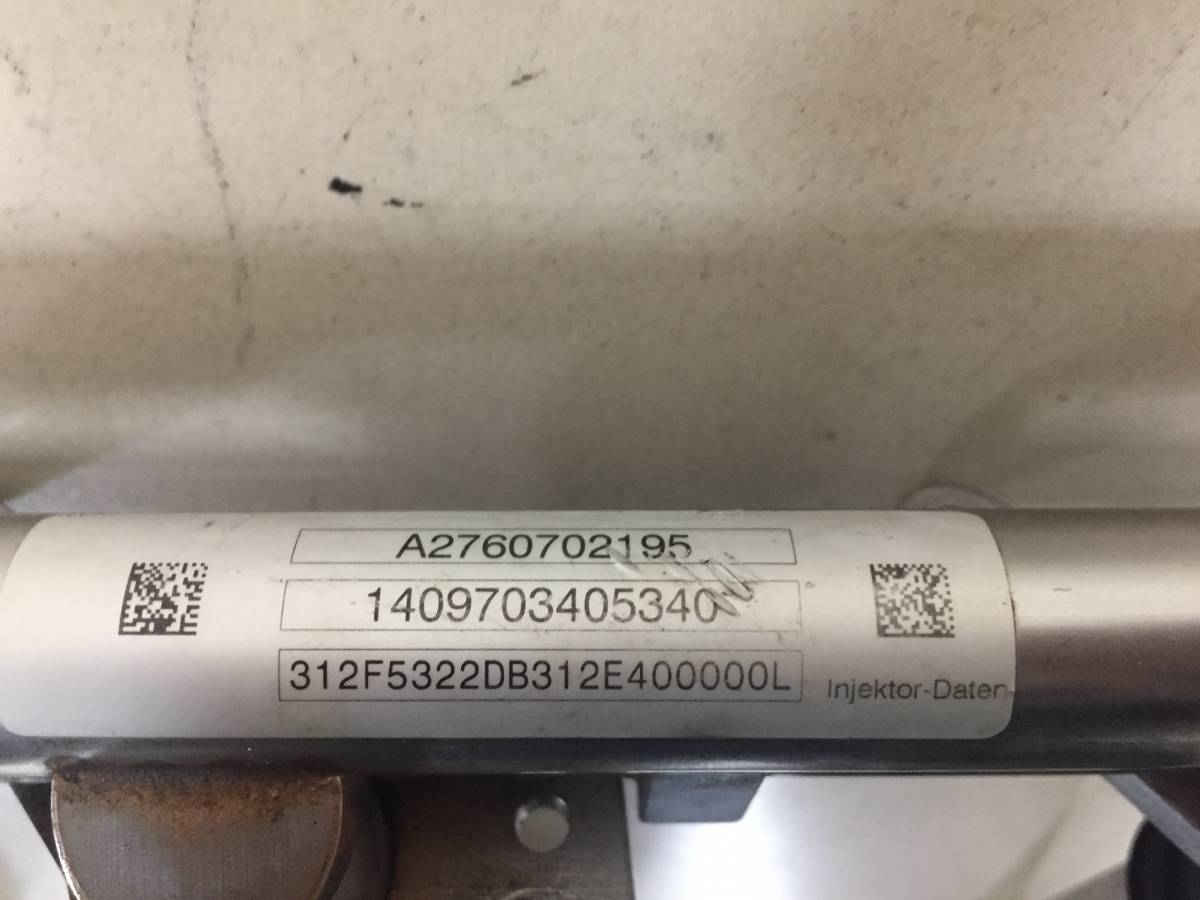 A2760702195
1409703405340
312F5322DB312E400000L
Injektor-Daten